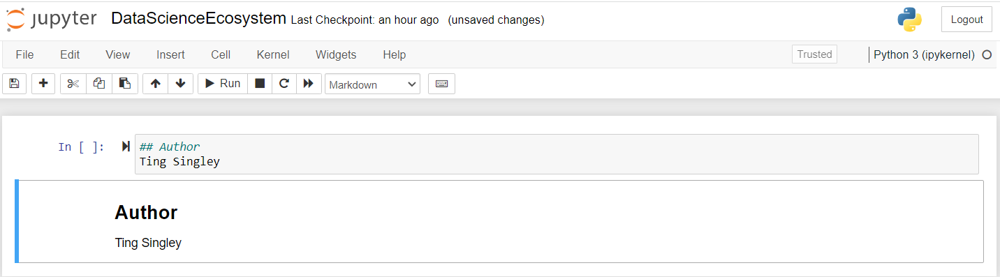 jupyter DataScienceEcosystem Last Checkpoint: an hour ago (unsaved changes) Logout
File Edit View Insert Cell Kernel Widgets Help Trusted Python 3 (ipykernel)
Run Markdown
In [ ]: ## Author
Ting Singley
Author
Ting Singley